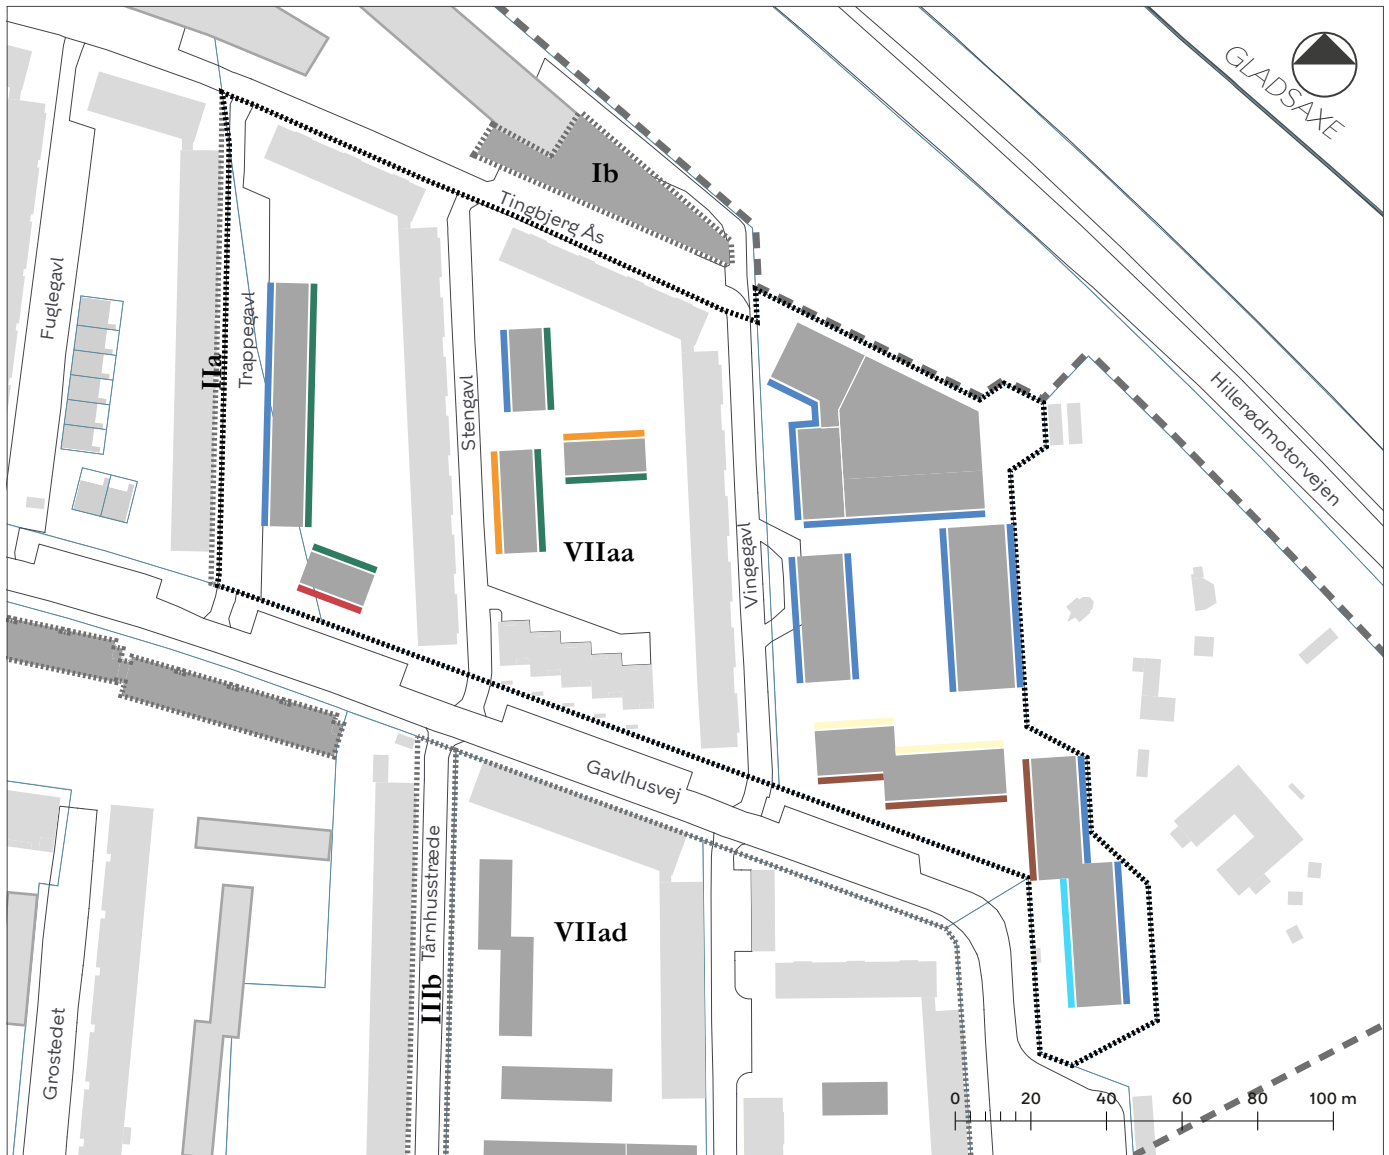 GLADSAXE
Ib
Tingbjerg Ås
Fuglegavl
IIa
Trappegavl
Stengavl
Hillerødmotorvejen
VIIaa
Vingegavl
Gavlhusvej
Tårnhusstræde
VIIad
IIIb
Grostedet
0 20 40 60 80 100 m